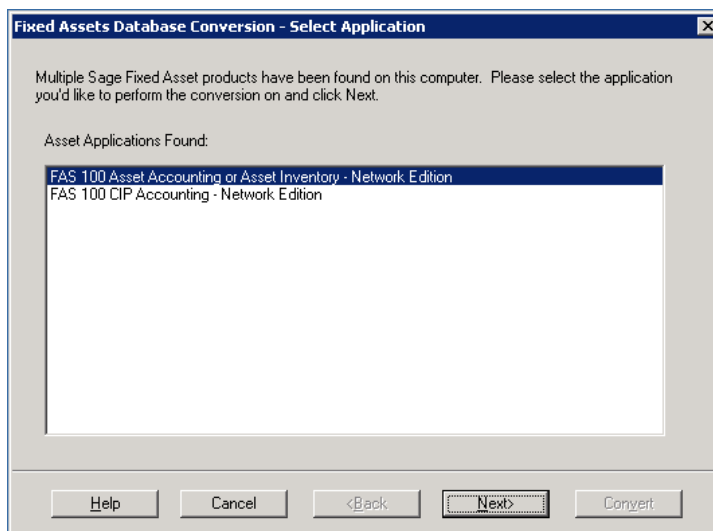 Fixed Assets Database Conversion - Select Application
Multiple Sage Fixed Asset products have been found on this computer. Please select the application
you'd like to perform the conversion on and click Next.
Asset Applications Found:
FAS 100 Asset Accounting or Asset Inventory - Network Edition
FAS 100 CIP Accounting - Network Edition
Help Cancel <Back Next> Convert